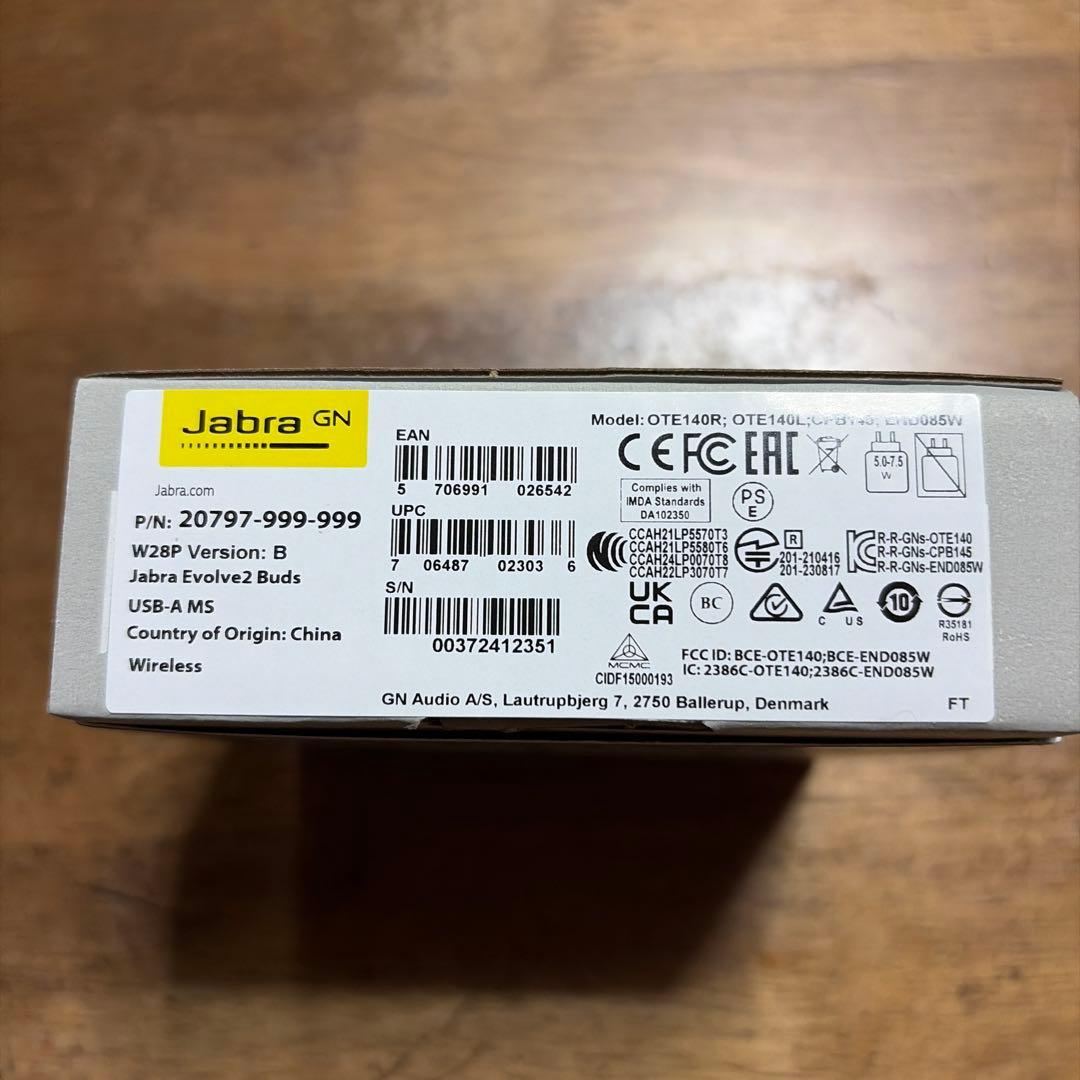 Jabra GN
Jabra.com
P/N: 20797-999-999
W28P Version: B
Jabra Evolve2 Buds
USB-A MS
Country of Origin: China
Wireless
EAN
5 706991 026542
UPC
7 06487 02303 6
S/N
00372412351
Model: OTE140R; OTE140L;CPB145; END085W
CE FC EAC
5.0-7.5
W
Complies with
IMDA Standards
DA102350
PS
E
CCAH21LP5570T3
CCAH21LP5580T6
CCAH24LP0070T8
CCAH22LP3070T7
R
201-210416
201-230817
R-R-GNs-OTE140
R-R-GNs-CPB145
R-R-GNs-END085W
UK
CA
BC
C US
10
R35181
RoHS
MCMC
CIDF15000193
FCC ID: BCE-OTE140;BCE-END085W
IC: 2386C-OTE140;2386C-END085W
GN Audio A/S, Lautrupbjerg 7, 2750 Ballerup, Denmark
FT